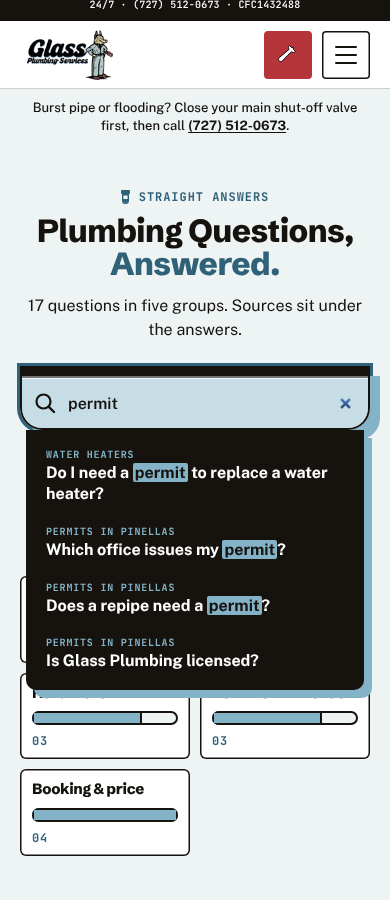 24/7 · (727) 512-0673 · CFC1432488
Glass
Plumbing Services
Burst pipe or flooding? Close your main shut-off valve
first, then call (727) 512-0673.
STRAIGHT ANSWERS
Plumbing Questions,
Answered.
17 questions in five groups. Sources sit under
the answers.
permit
WATER HEATERS
Do I need a permit to replace a water
heater?
PERMITS IN PINELLAS
Which office issues my permit?
PERMITS IN PINELLAS
Does a repipe need a permit?
PERMITS IN PINELLAS
Is Glass Plumbing licensed?
03
03
Booking & price
04